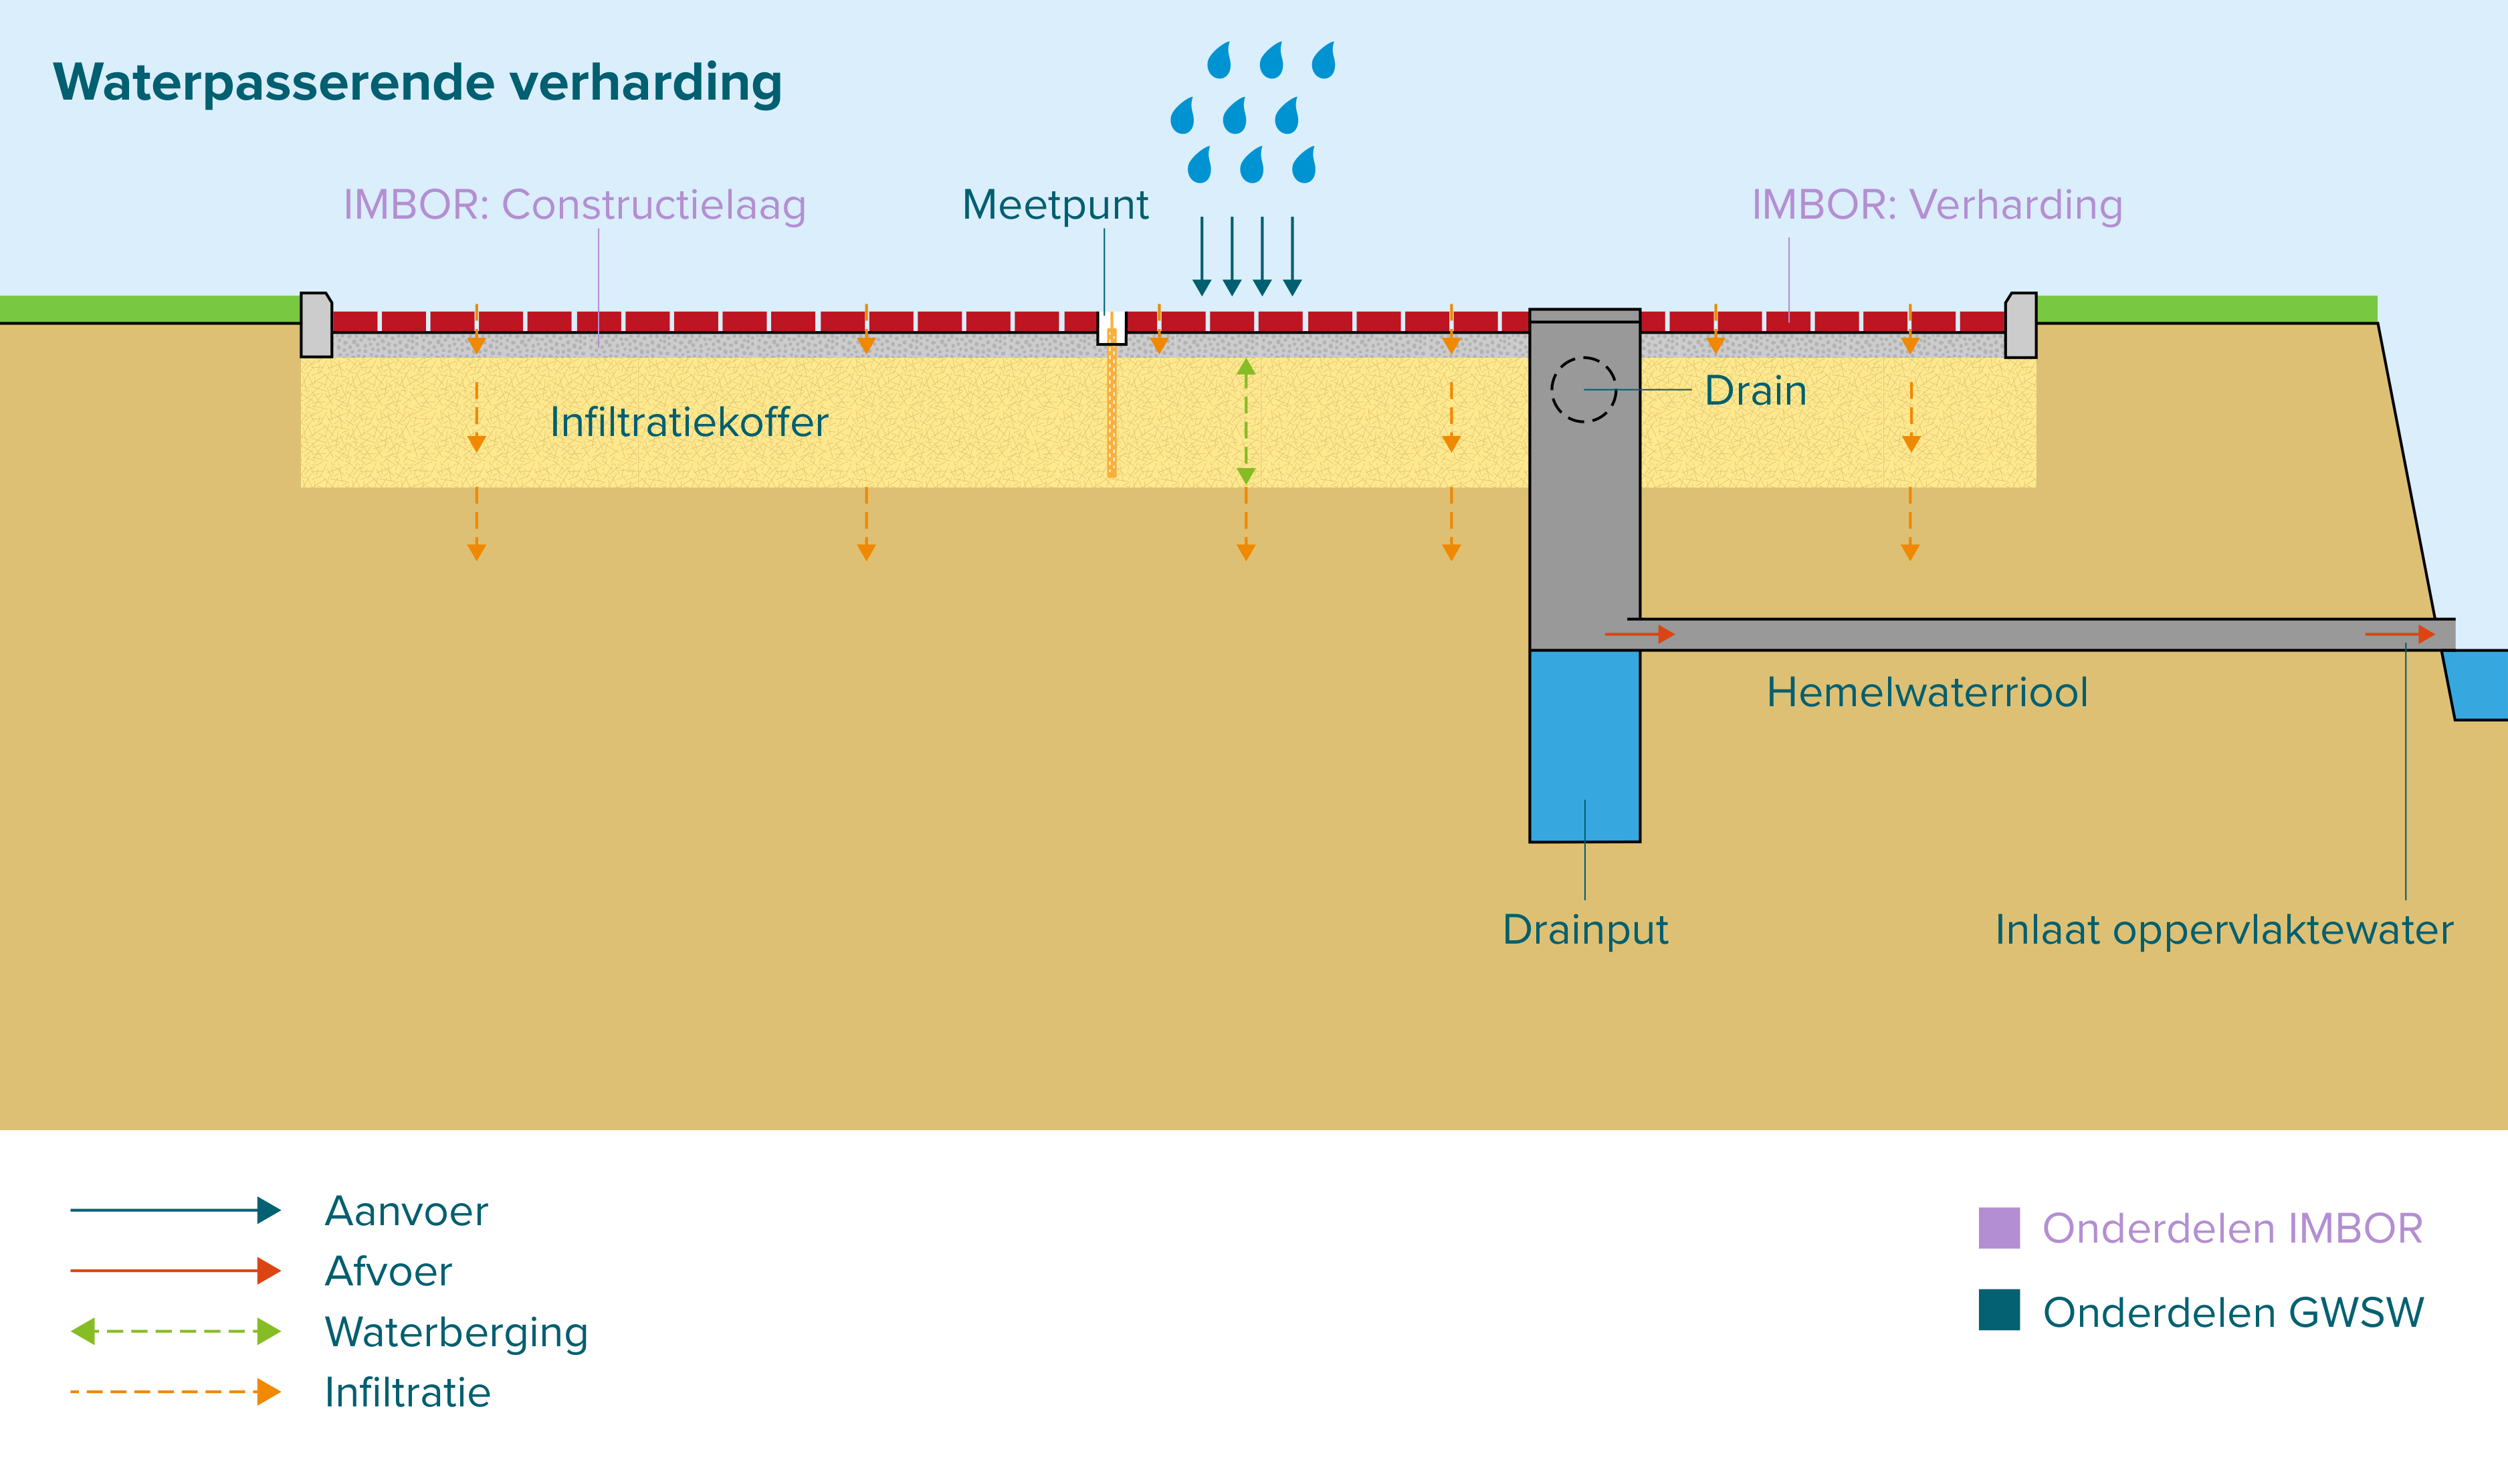 Waterpasserende verharding
IMBOR: Constructielaag
Meetpunt
IMBOR: Verharding
Drain
Infiltratiekoffer
Hemelwaterriool
Drainput
Inlaat oppervlaktewater
Aanvoer
Afvoer
Waterberging
Infiltratie
Onderdelen IMBOR
Onderdelen GWSW